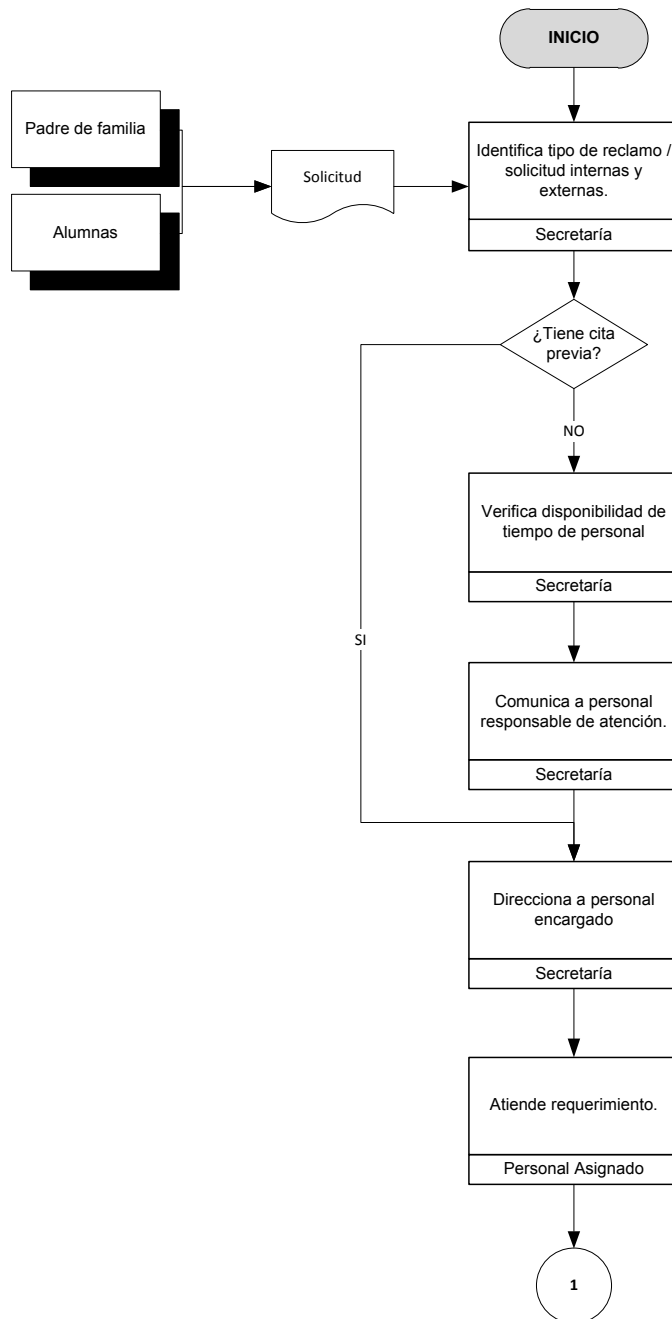 INICIO
Padre de familia
Alumnas
Solicitud
Identifica tipo de reclamo /
solicitud internas y
externas.
Secretaría
¿Tiene cita
previa?
NO
SI
Verifica disponibilidad de
tiempo de personal
Secretaría
Comunica a personal
responsable de atención.
Secretaría
Direcciona a personal
encargado
Secretaría
Atiende requerimiento.
Personal Asignado
1